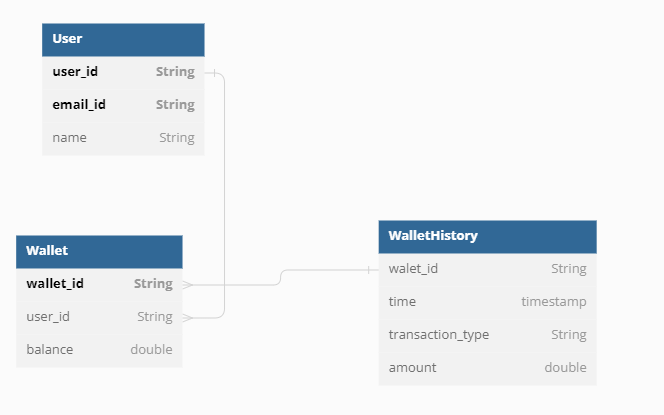 User
user_id String
email_id String
name String
Wallet
wallet_id String
user_id String
balance double
WalletHistory
walet_id String
time timestamp
transaction_type String
amount double